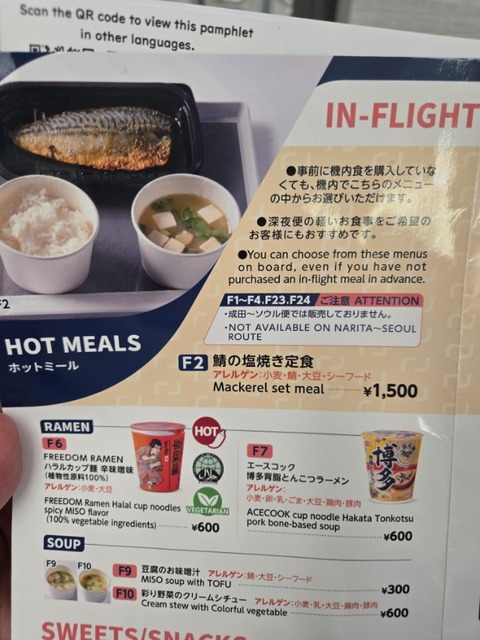 Scan the QR code to view this pamphlet
in other languages.
IN-FLIGHT
●事前に機内食を購入していな
くても、機内でこちらのメニュー
の中からお選びいただけます。
●深夜便の軽いお食事をご希望の
お客様にもおすすめです。
●You can choose from these menus
on board, even if you have not
purchased an in-flight meal in advance.
F1~F4.F23.F24 ご注意 ATTENTION
・成田~ソウル便では販売しておりません。
・NOT AVAILABLE ON NARITA~SEOUL
ROUTE
F2
HOT MEALS
ホットミール
F2 鯖の塩焼き定食
アレルゲン:小麦・鯖・大豆・シーフード
Mackerel set meal ¥1,500
RAMEN
F6
FREEDOM RAMEN
ハラルカップ麺 辛味噌味
(植物性原料100%)
アレルゲン:小麦・大豆
FREEDOM Ramen Halal cup noodles
spicy MISO flavor
(100% vegetable ingredients) ¥600
HOT
VEGETARIAN
F7
エースコック
博多背脂とんこつラーメン
アレルゲン:
小麦・卵・乳・ごま・大豆・鶏肉・豚肉
ACECOOK cup noodle Hakata Tonkotsu
pork bone-based soup
¥600
博多
SOUP
F9 F10
F9 豆腐のお味噌汁 アレルゲン:鯖・大豆・シーフード
MISO soup with TOFU ¥300
F10 彩り野菜のクリームシチュー アレルゲン:小麦・乳・大豆・鶏肉・豚肉
Cream stew with Colorful vegetable ¥600
SWEETS/SNACKS